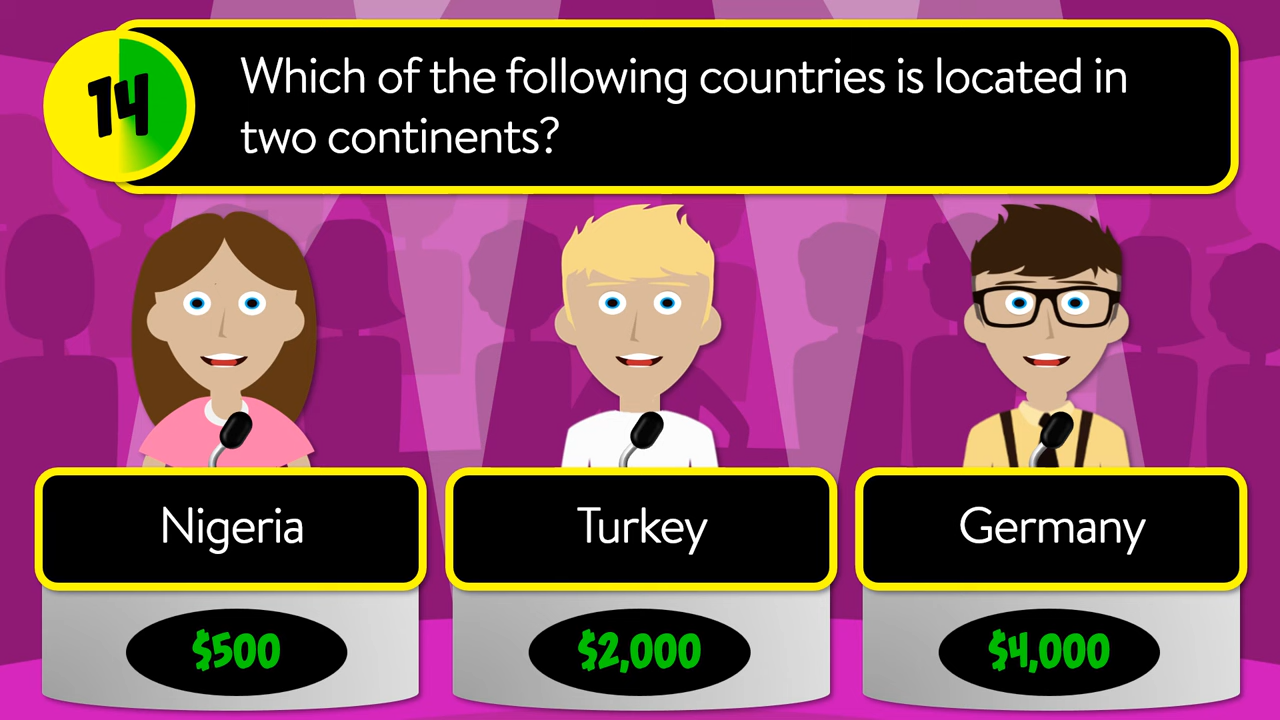 14
Which of the following countries is located in
two continents?
Nigeria
Turkey
Germany
$500
$2,000
$4,000